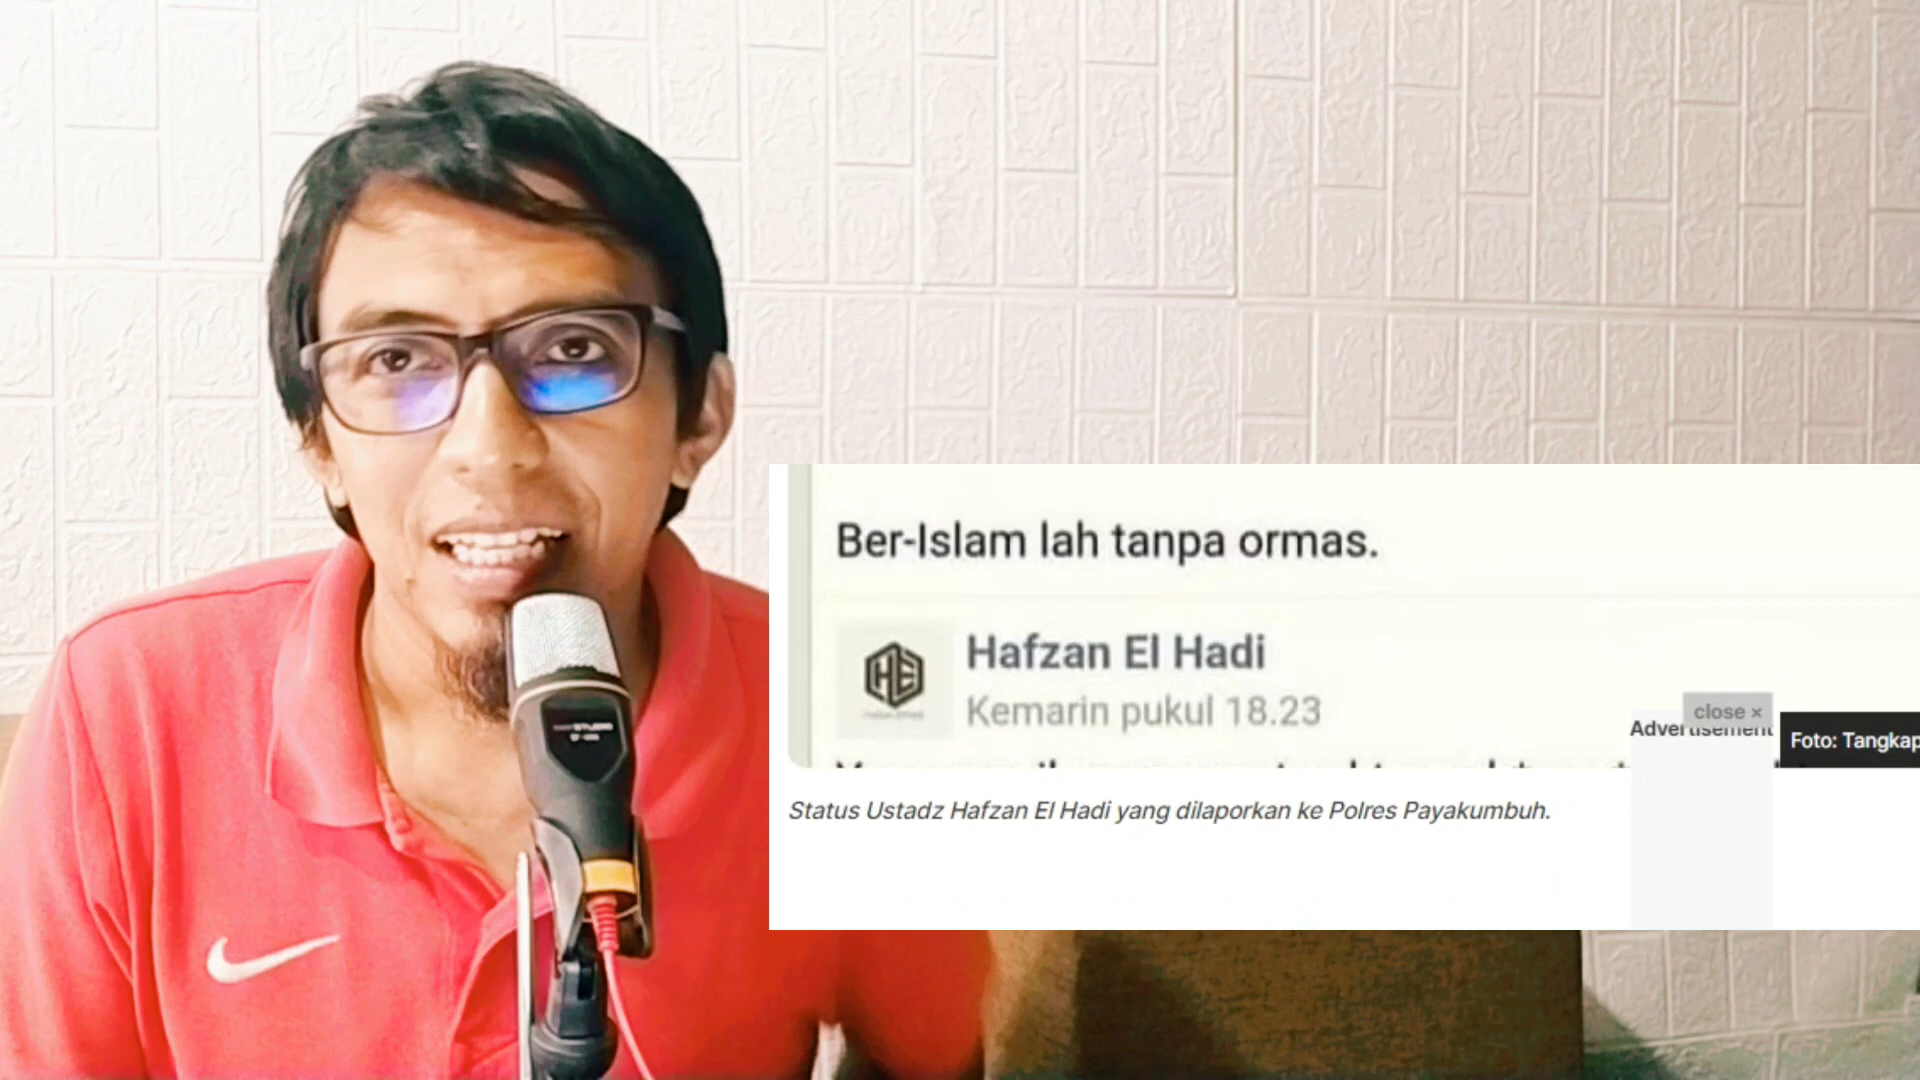 Ber-Islam lah tanpa ormas.
HE
Hafzan El Hadi
Kemarin pukul 18.23
close ×
Advertisement
Foto: Tangkap
Status Ustadz Hafzan El Hadi yang dilaporkan ke Polres Payakumbuh.